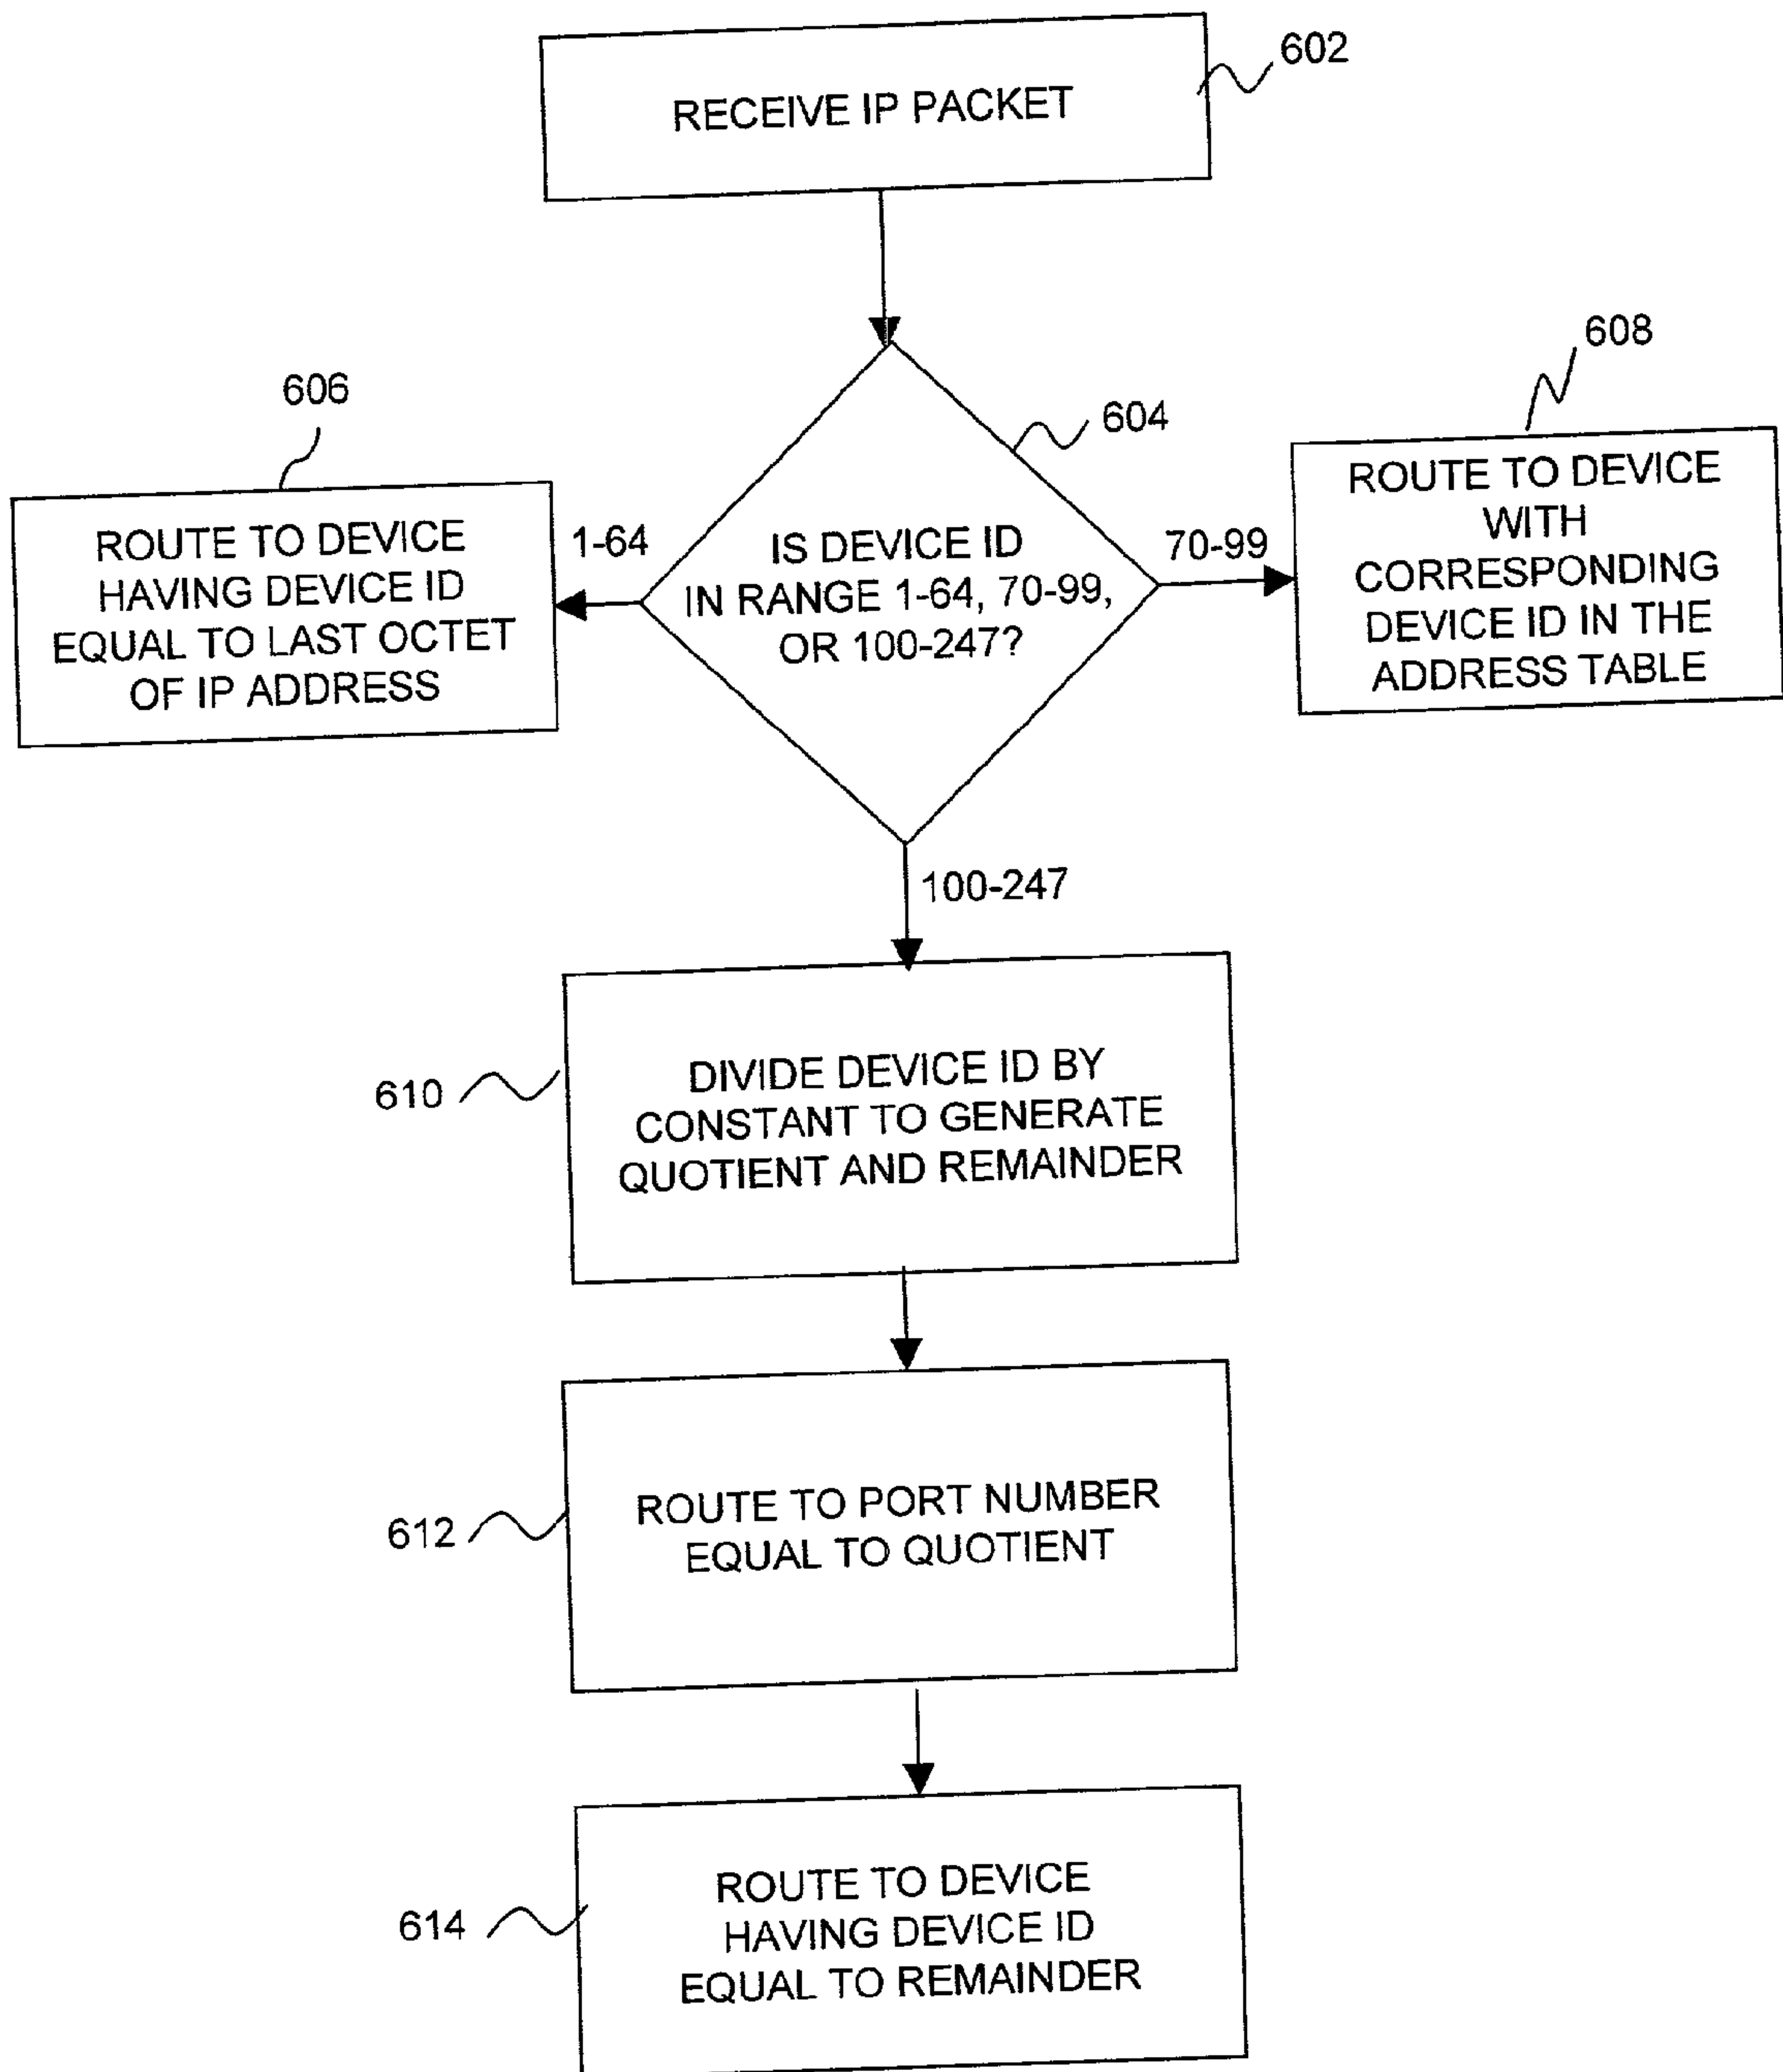 RECEIVE IP PACKET
602
604
606
608
1-64
IS DEVICE ID
IN RANGE 1-64, 70-99,
OR 100-247?
70-99
ROUTE TO DEVICE
HAVING DEVICE ID
EQUAL TO LAST OCTET
OF IP ADDRESS
ROUTE TO DEVICE
WITH
CORRESPONDING
DEVICE ID IN THE
ADDRESS TABLE
100-247
610
DIVIDE DEVICE ID BY
CONSTANT TO GENERATE
QUOTIENT AND REMAINDER
612
ROUTE TO PORT NUMBER
EQUAL TO QUOTIENT
614
ROUTE TO DEVICE
HAVING DEVICE ID
EQUAL TO REMAINDER